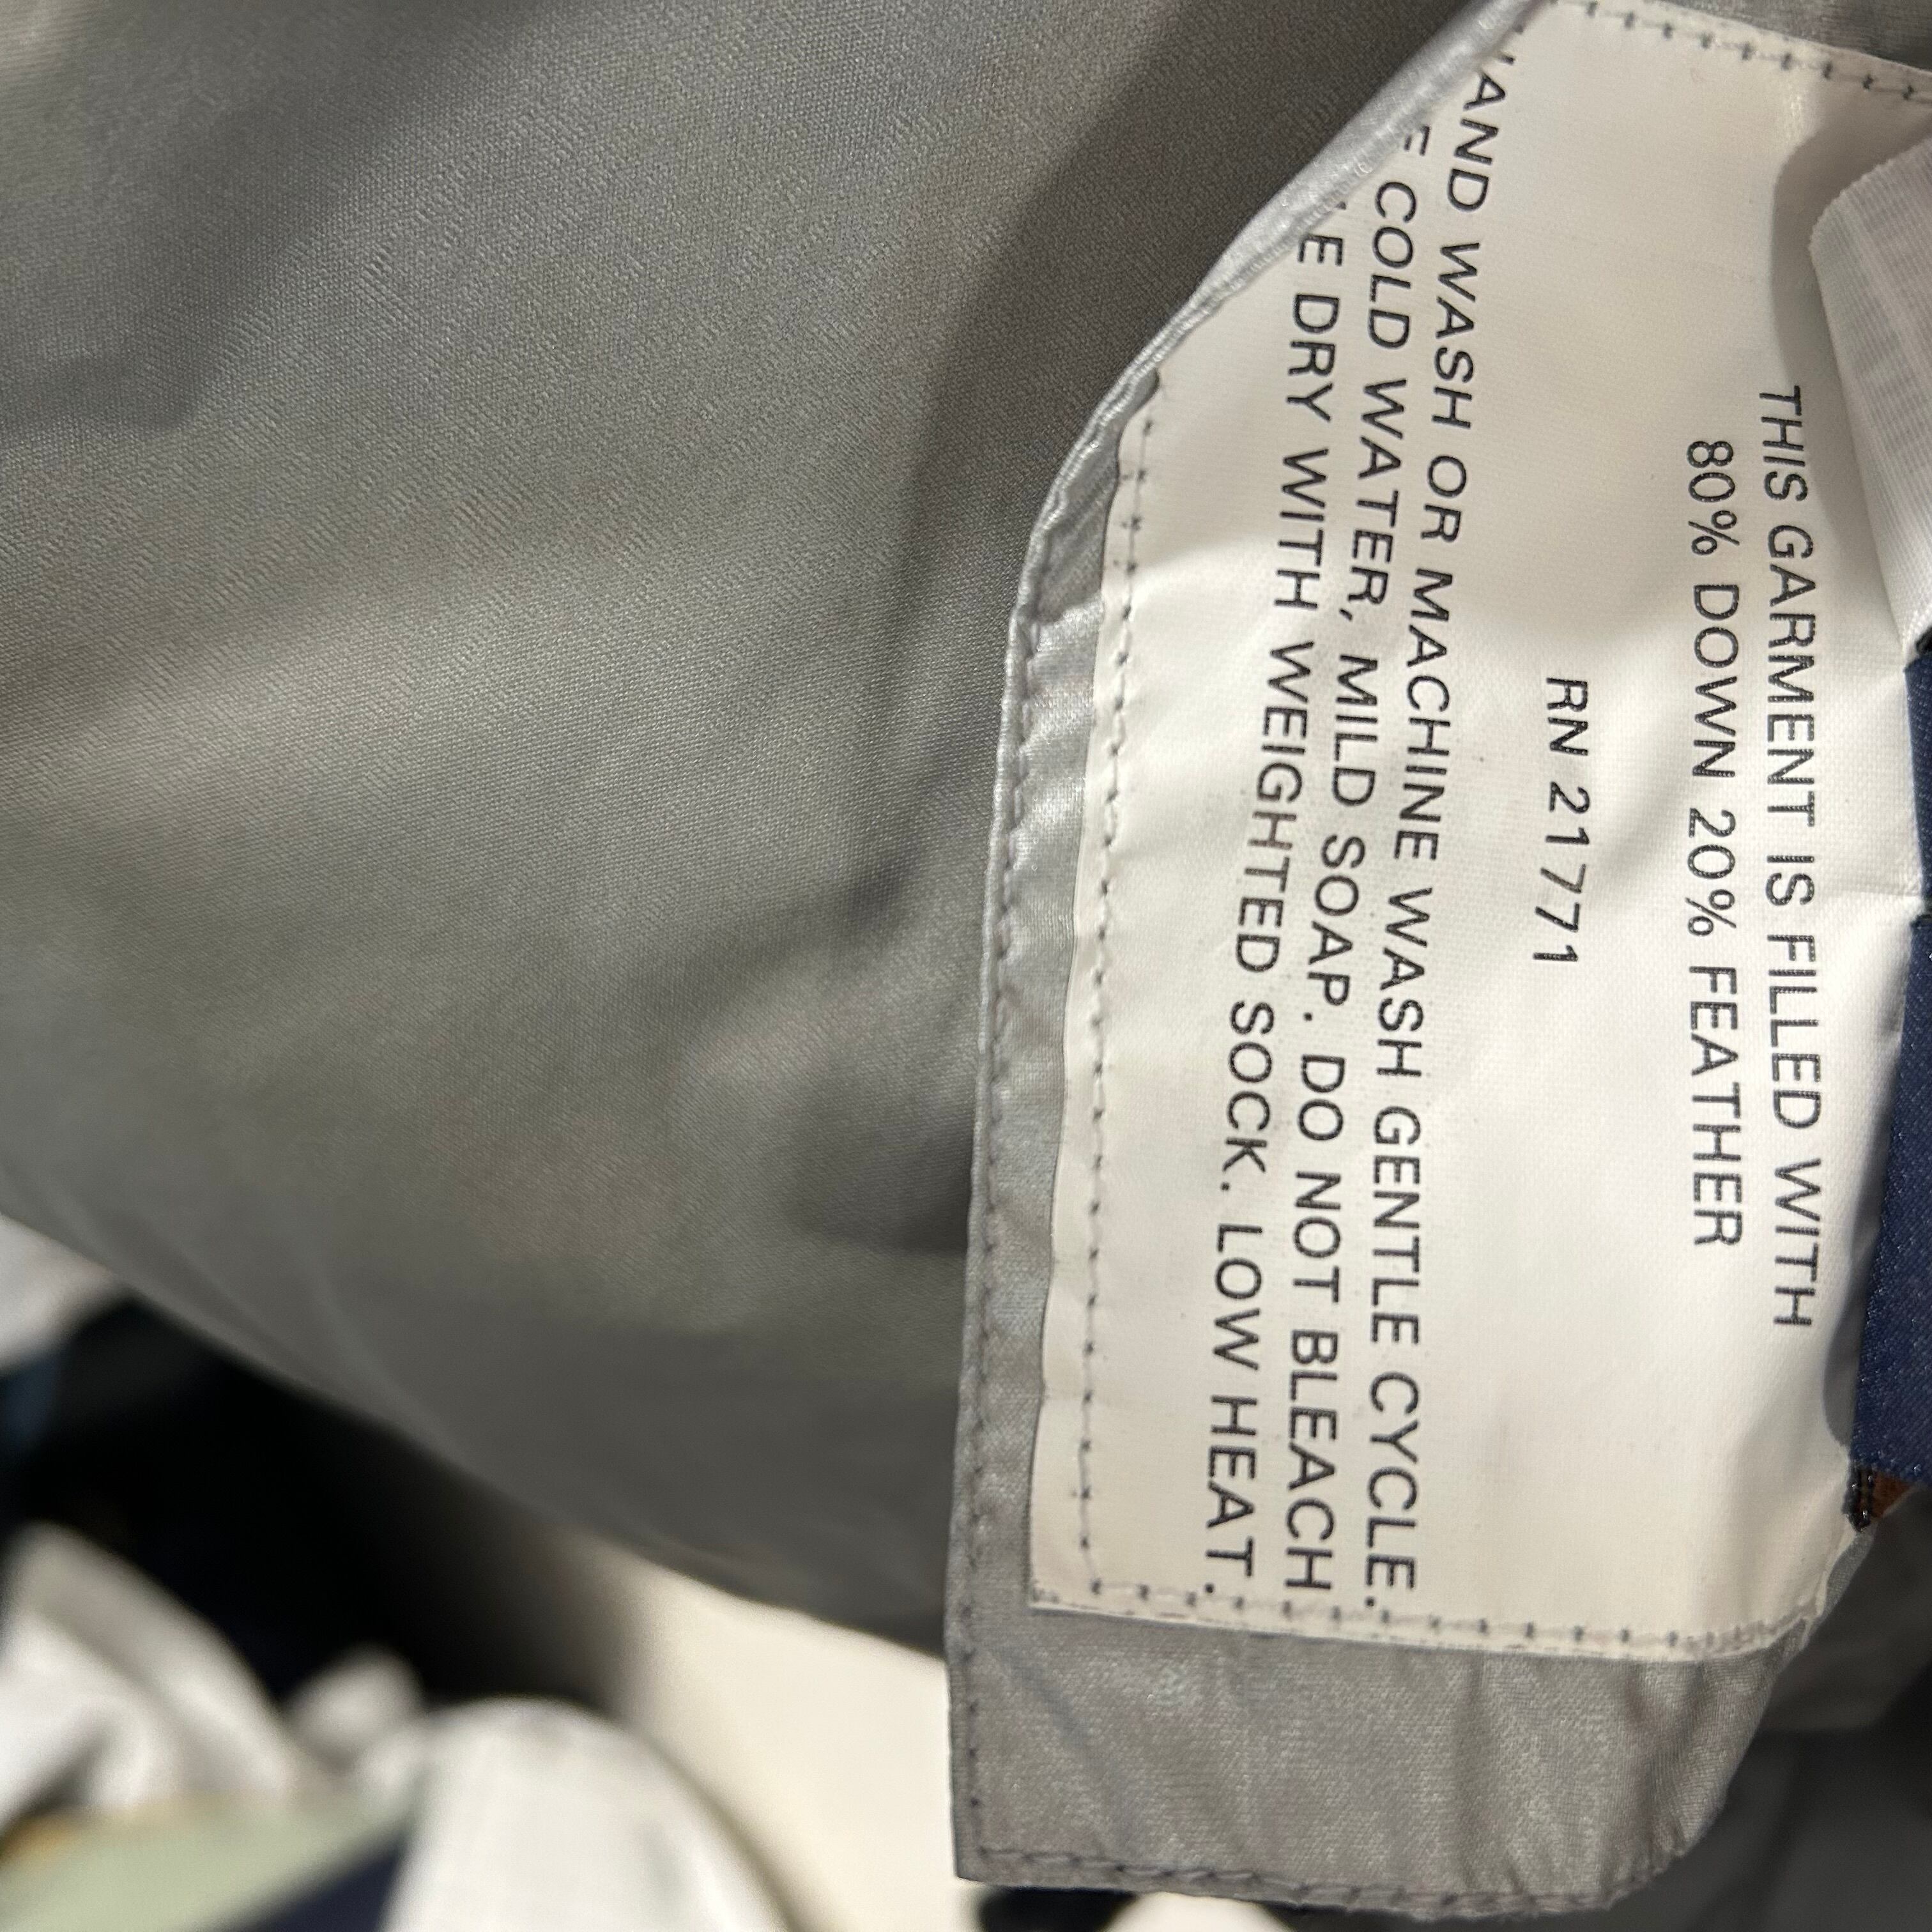 THIS GARMENT IS FILLED WITH
80% DOWN 20% FEATHER
RN 21771
WASH OR MACHINE WASH GENTLE CYCLE.
COLD WATER, MILD SOAP. DO NOT BLEACH
DRY WITH WEIGHTED SOCK. LOW HEAT.